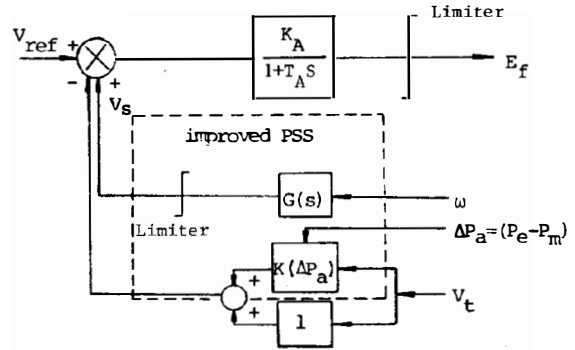 Limiter
V_ref + K_A/(1+T_A S) E_f
- +
V_s
improved PSS
G(s) ω
Limiter
ΔP_a=(P_e-P_m)
+ K(ΔP_a)
V_t
+ 1